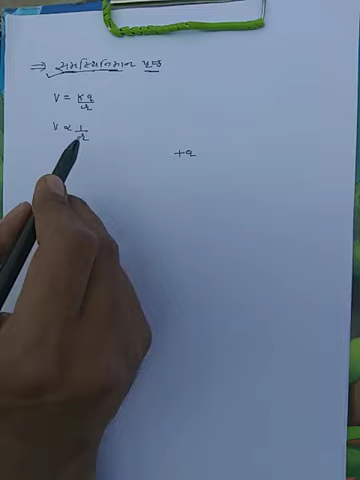 ⇒ સમસ્થિતિમાન પૃષ્ઠ
V = Kq/r
V ∝ 1/r
+q